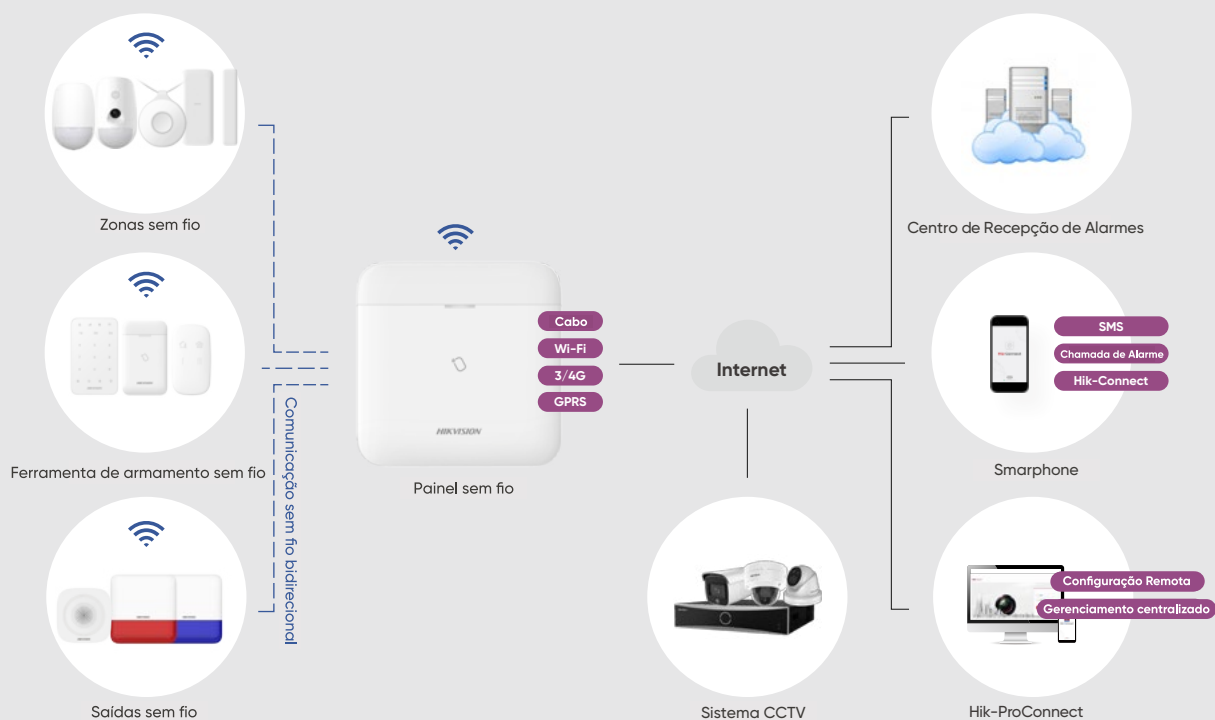 Zonas sem fio
Ferramenta de armamento sem fio
Saídas sem fio
Comunicação sem fio bidirecional
Cabo
Wi-Fi
3/4G
GPRS
HIKVISION
Painel sem fio
Internet
Sistema CCTV
Centro de Recepção de Alarmes
SMS
Chamada de Alarme
Hik-Connect
Smarphone
Configuração Remota
Gerenciamento centralizado
Hik-ProConnect